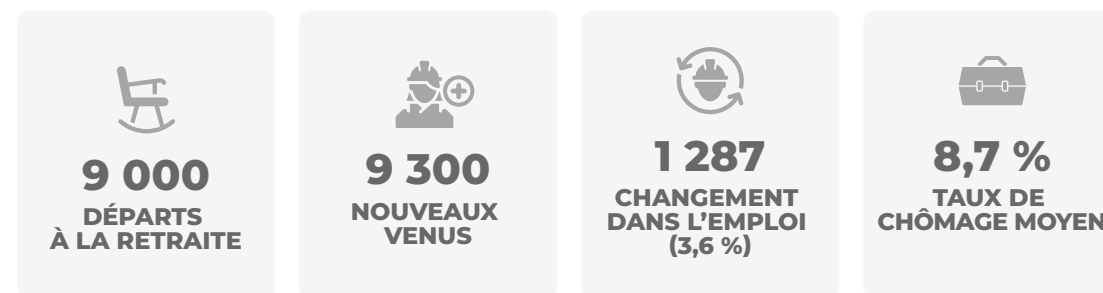 9 000
DÉPARTS
À LA RETRAITE
9 300
NOUVEAUX
VENUS
1 287
CHANGEMENT
DANS L’EMPLOI
(3,6 %)
8,7 %
TAUX DE
CHÔMAGE MOYEN